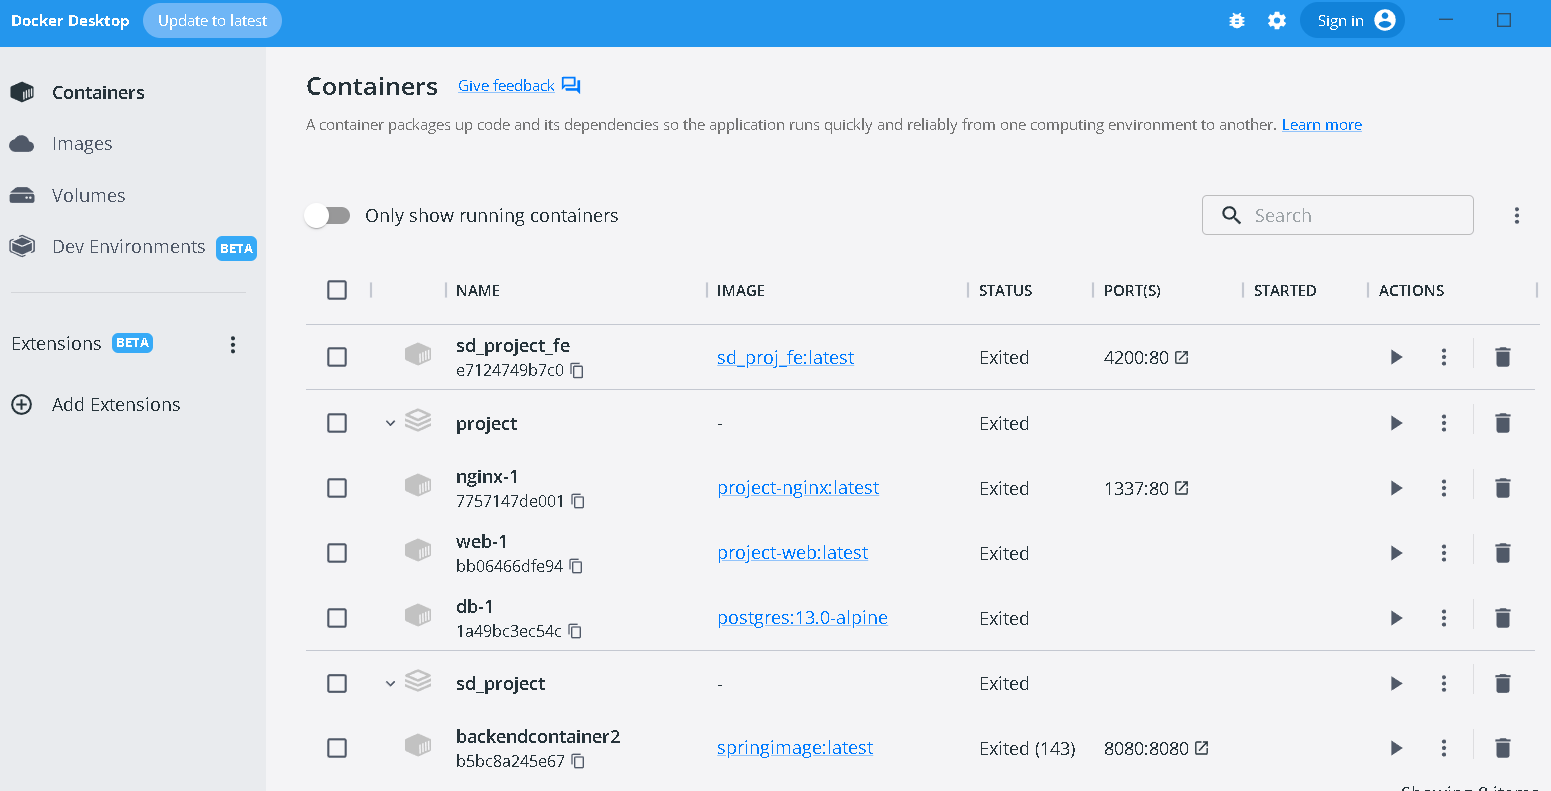 Docker Desktop Update to latest Sign in
Containers
Images
Volumes
Dev Environments BETA
Extensions BETA
Add Extensions
Containers Give feedback
A container packages up code and its dependencies so the application runs quickly and reliably from one computing environment to another. Learn more
Only show running containers Search
NAME IMAGE STATUS PORT(S) STARTED ACTIONS
sd_project_fe
e7124749b7c0 sd_proj_fe:latest Exited 4200:80
project - Exited
nginx-1
7757147de001 project-nginx:latest Exited 1337:80
web-1
bb06466dfe94 project-web:latest Exited
db-1
1a49bc3ec54c postgres:13.0-alpine Exited
sd_project - Exited
backendcontainer2
b5bc8a245e67 springimage:latest Exited (143) 8080:8080